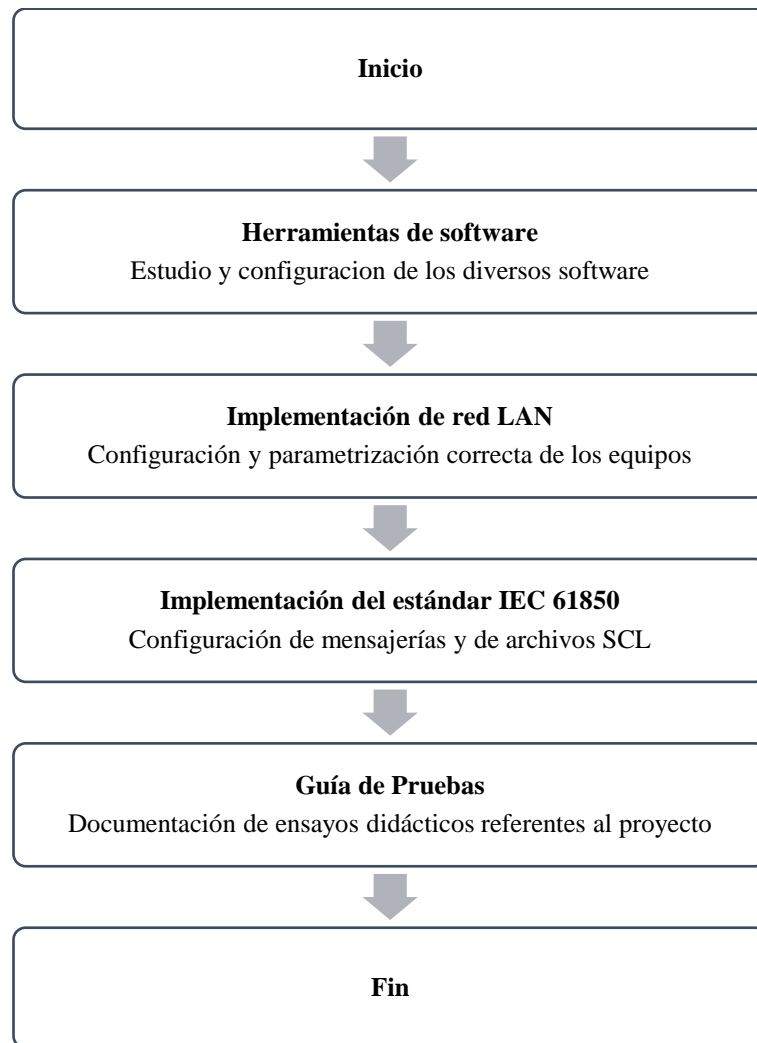 Inicio
Herramientas de software
Estudio y configuracion de los diversos software
Implementación de red LAN
Configuración y parametrización correcta de los equipos
Implementación del estándar IEC 61850
Configuración de mensajerías y de archivos SCL
Guía de Pruebas
Documentación de ensayos didácticos referentes al proyecto
Fin